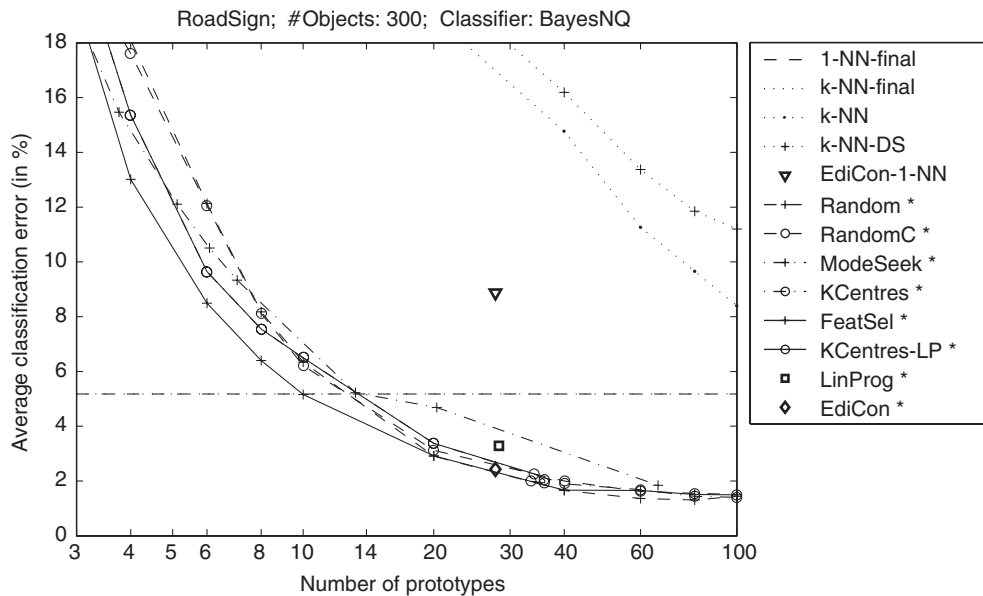 RoadSign; #Objects: 300; Classifier: BayesNQ
18
16
14
12
10
8
6
4
2
0
Average classification error (in %)
3 4 5 6 8 10 14 20 30 40 60 100
Number of prototypes
1-NN-final
k-NN-final
k-NN
k-NN-DS
EdiCon-1-NN
Random *
RandomC *
ModeSeek *
KCentres *
FeatSel *
KCentres-LP *
LinProg *
EdiCon *